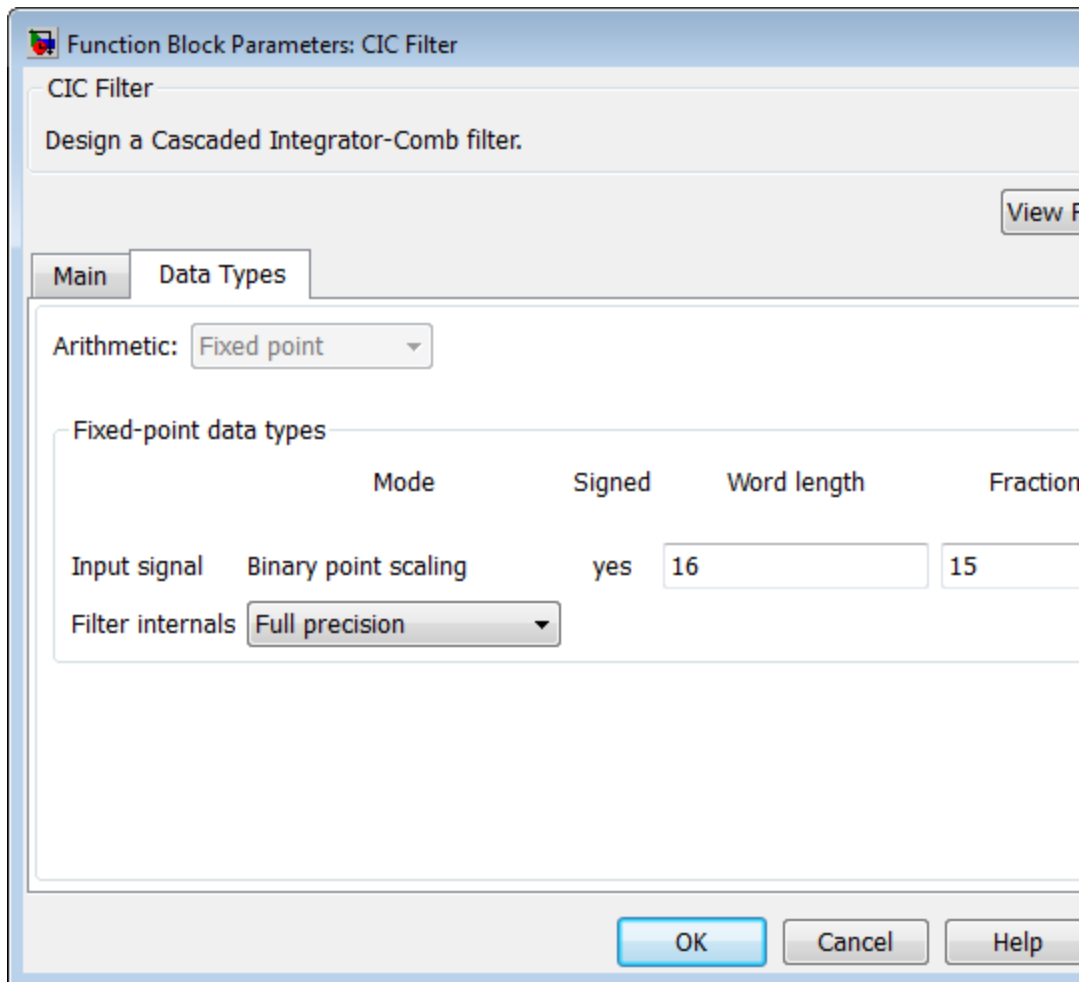 Function Block Parameters: CIC Filter
CIC Filter
Design a Cascaded Integrator-Comb filter.
View F
Main Data Types
Arithmetic: Fixed point
Fixed-point data types
Mode Signed Word length Fraction
Input signal Binary point scaling yes 16 15
Filter internals Full precision
OK Cancel Help